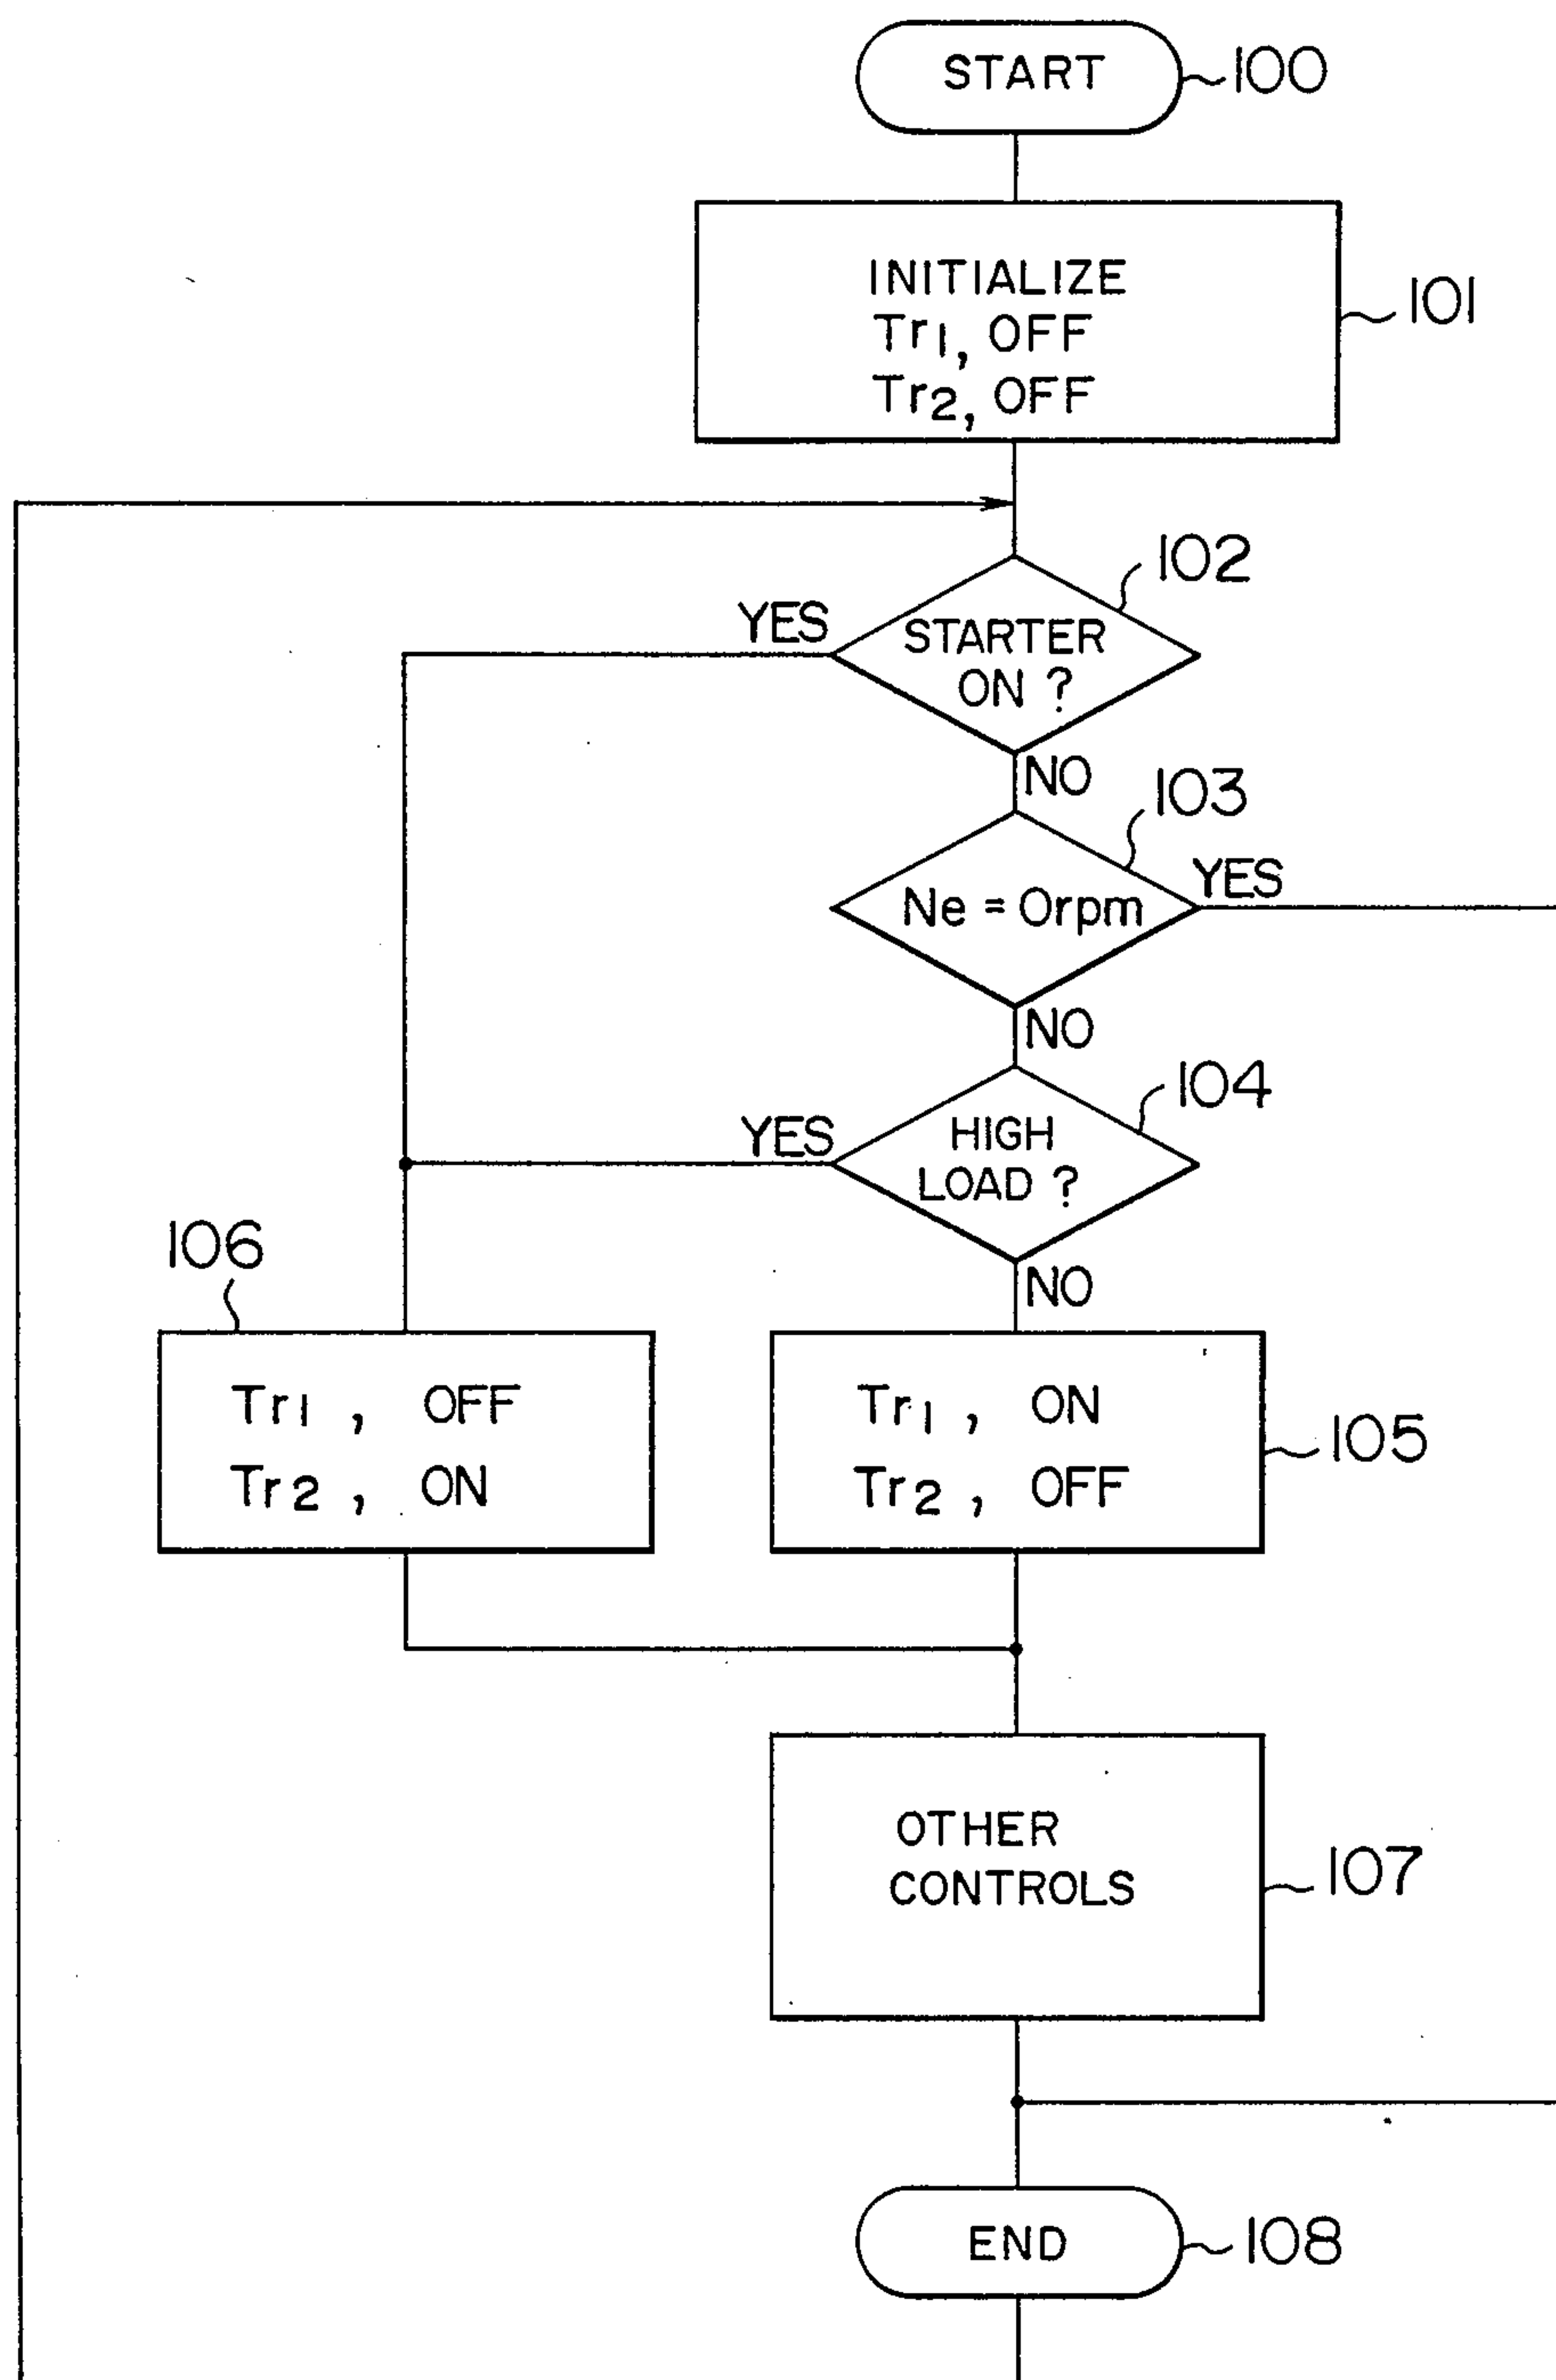 START
100
INITIALIZE
Tr1, OFF
Tr2, OFF
101
102
YES
STARTER
ON ?
NO
103
Ne = Orpm
YES
NO
104
YES
HIGH
LOAD ?
NO
106
Tr1 , OFF
Tr2 , ON
Tr1 , ON
Tr2 , OFF
105
OTHER
CONTROLS
107
END
108